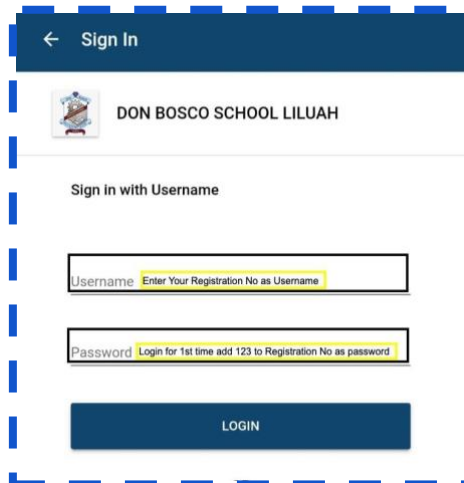 Sign In
DON BOSCO SCHOOL LILUAH
Sign in with Username
Username Enter Your Registration No as Username
Password Login for 1st time add 123 to Registration No as password
LOGIN